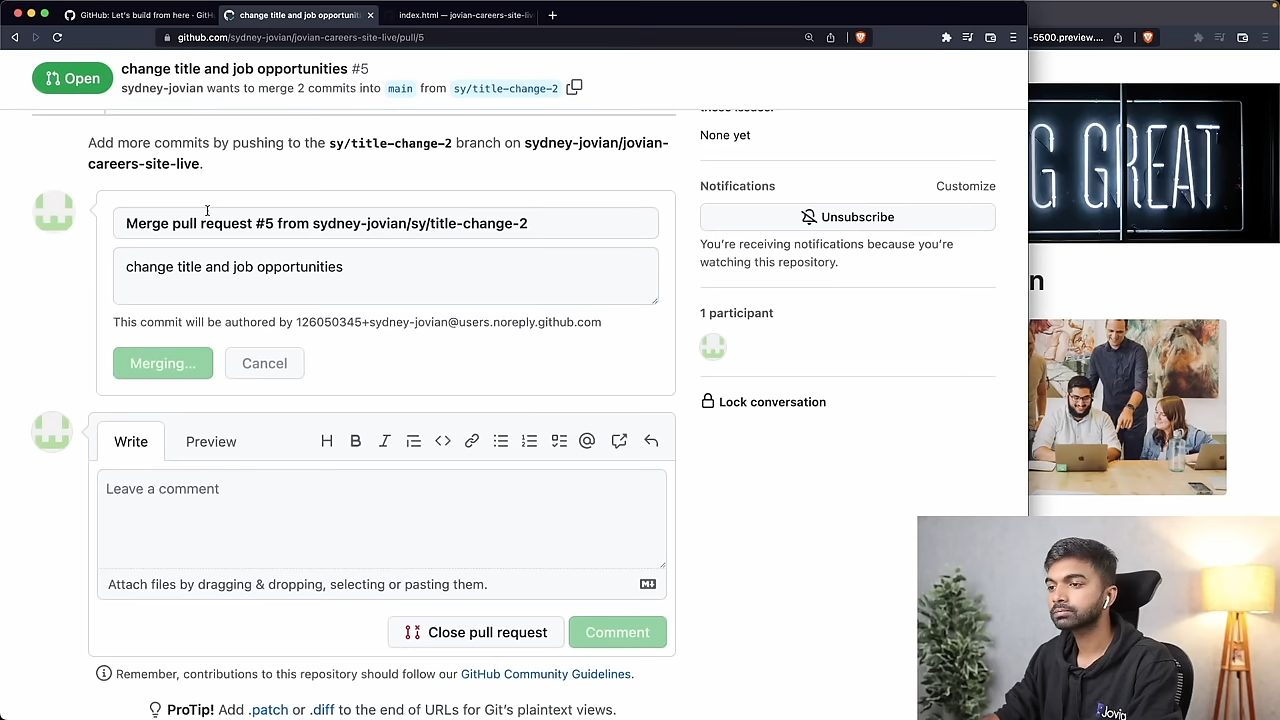 GitHub: Let's build from here · GitH
change title and job opportuniti
index.html — jovian-careers-site-liv
github.com/sydney-jovian/jovian-careers-site-live/pull/5
-5500.preview....
Open
change title and job opportunities #5
sydney-jovian wants to merge 2 commits into main from sy/title-change-2
None yet
Add more commits by pushing to the sy/title-change-2 branch on sydney-jovian/jovian-
careers-site-live.
Notifications
Customize
Unsubscribe
You're receiving notifications because you're
watching this repository.
G GREAT
n
Merge pull request #5 from sydney-jovian/sy/title-change-2
change title and job opportunities
This commit will be authored by 126050345+sydney-jovian@users.noreply.github.com
Merging...
Cancel
1 participant
Lock conversation
Write
Preview
Leave a comment
Attach files by dragging & dropping, selecting or pasting them.
Close pull request
Comment
Remember, contributions to this repository should follow our GitHub Community Guidelines.
ProTip! Add .patch or .diff to the end of URLs for Git's plaintext views.
Jovia